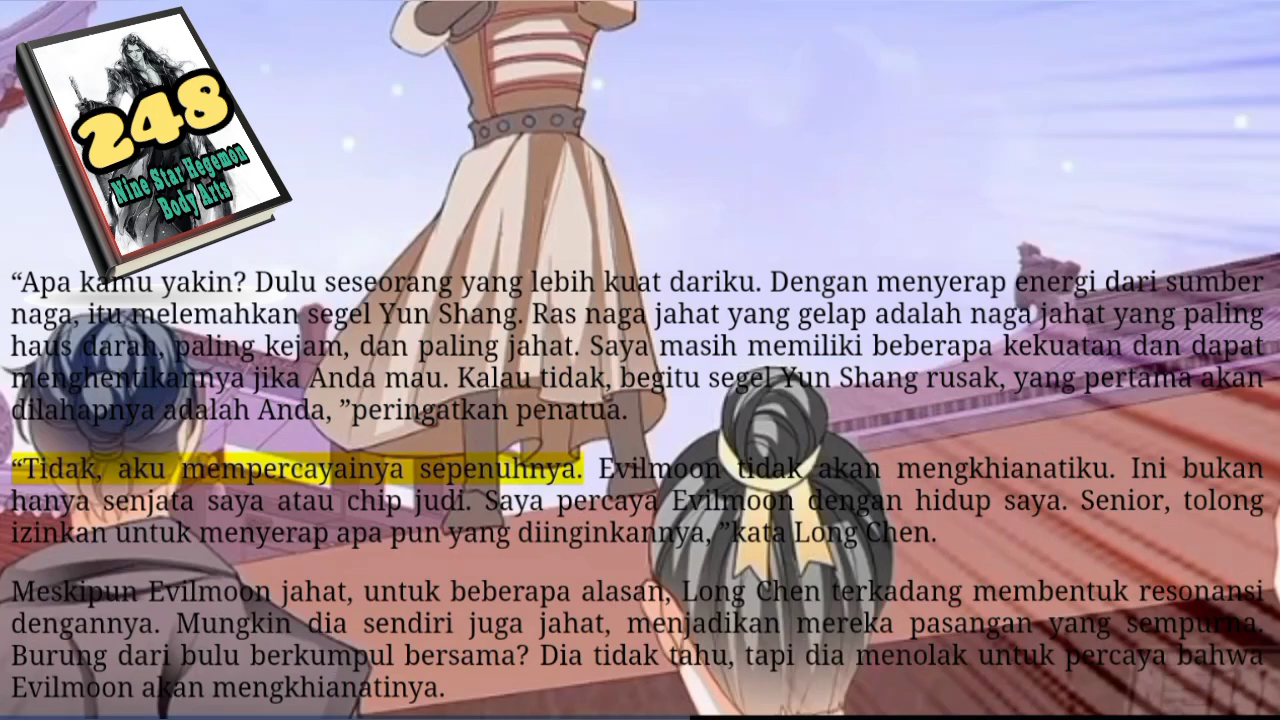 248
Nine Star Hegemon
Body Arts
“Apa kamu yakin? Dulu seseorang yang lebih kuat dariku. Dengan menyerap energi dari sumber
naga, itu melemahkan segel Yun Shang. Ras naga jahat yang gelap adalah naga jahat yang paling
haus darah, paling kejam, dan paling jahat. Saya masih memiliki beberapa kekuatan dan dapat
menghentikannya jika Anda mau. Kalau tidak, begitu segel Yun Shang rusak, yang pertama akan
dilahapnya adalah Anda, ”peringatkan penatua.
“Tidak, aku mempercayainya sepenuhnya. Evilmoon tidak akan mengkhianatiku. Ini bukan
hanya senjata saya atau chip judi. Saya percaya Evilmoon dengan hidup saya. Senior, tolong
izinkan untuk menyerap apa pun yang diinginkannya, ”kata Long Chen.
Meskipun Evilmoon jahat, untuk beberapa alasan, Long Chen terkadang membentuk resonansi
dengannya. Mungkin dia sendiri juga jahat, menjadikan mereka pasangan yang sempurna.
Burung dari bulu berkumpul bersama? Dia tidak tahu, tapi dia menolak untuk percaya bahwa
Evilmoon akan mengkhianatinya.